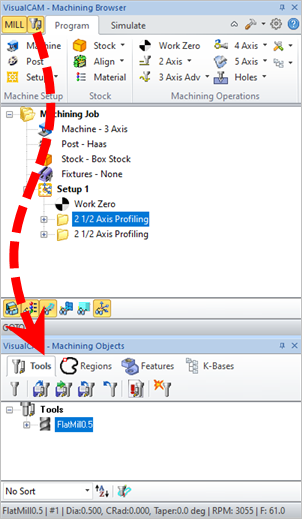 VisualCAM - Machining Browser
MILL Program Simulate
Machine Stock Work Zero 4 Axis
Post Align 2 Axis 5 Axis
Setup Material 3 Axis Adv Holes
Machine Setup Stock Machining Operations
Machining Job
Machine - 3 Axis
Post - Haas
Stock - Box Stock
Fixtures - None
Setup 1
Work Zero
2 1/2 Axis Profiling
2 1/2 Axis Profiling
VisualCAM - Machining Objects
Tools Regions Features K-Bases
Tools
FlatMill0.5
No Sort
FlatMill0.5 | #1 | Dia:0.500, CRad:0.000, Taper:0.0 deg | RPM: 3055 | F: 61.0